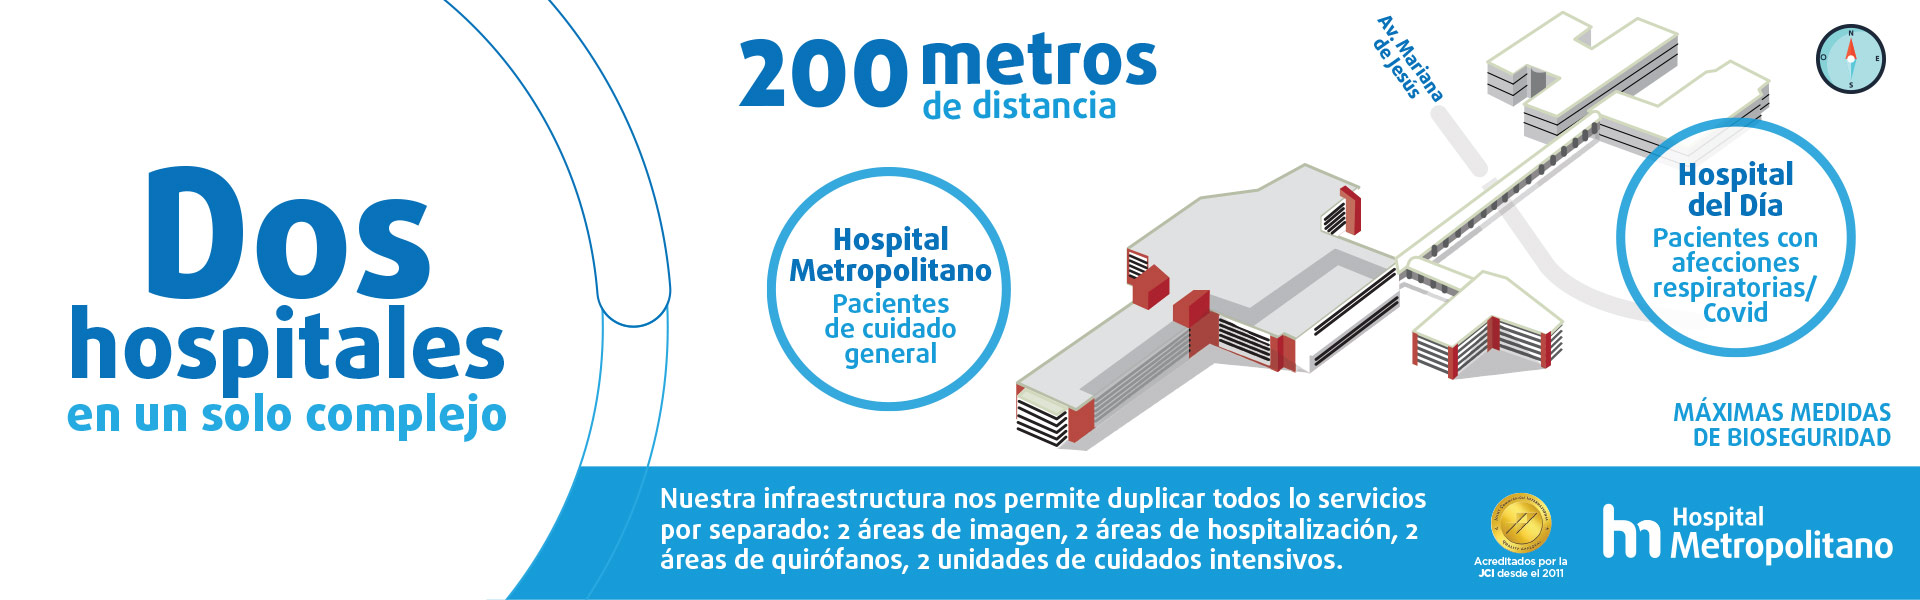 Dos
hospitales
en un solo complejo
200 metros
de distancia
Av. Mariana
de Jesús
N
O
E
S
Hospital
Metropolitano
Pacientes
de cuidado
general
Hospital
del Día
Pacientes con
afecciones
respiratorias/
Covid
MÁXIMAS MEDIDAS
DE BIOSEGURIDAD
Nuestra infraestructura nos permite duplicar todos lo servicios
por separado: 2 áreas de imagen, 2 áreas de hospitalización, 2
áreas de quirófanos, 2 unidades de cuidados intensivos.
Acreditados por la
JCI desde el 2011
hm
Hospital
Metropolitano